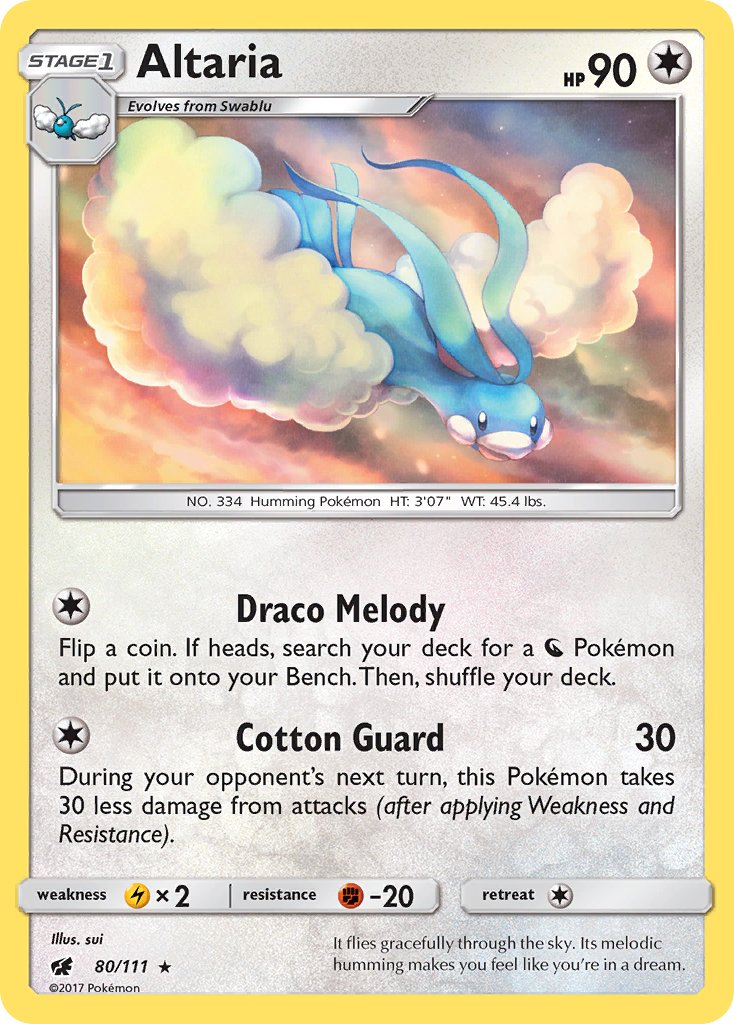 STAGE1
Altaria
HP 90
Evolves from Swablu
NO. 334 Humming Pokémon HT: 3'07" WT: 45.4 lbs.
Draco Melody
Flip a coin. If heads, search your deck for a Pokémon
and put it onto your Bench. Then, shuffle your deck.
Cotton Guard 30
During your opponent's next turn, this Pokémon takes
30 less damage from attacks (after applying Weakness and
Resistance).
weakness × 2 resistance –20 retreat
Illus. sui
80/111 ★
©2017 Pokémon
It flies gracefully through the sky. Its melodic
humming makes you feel like you're in a dream.